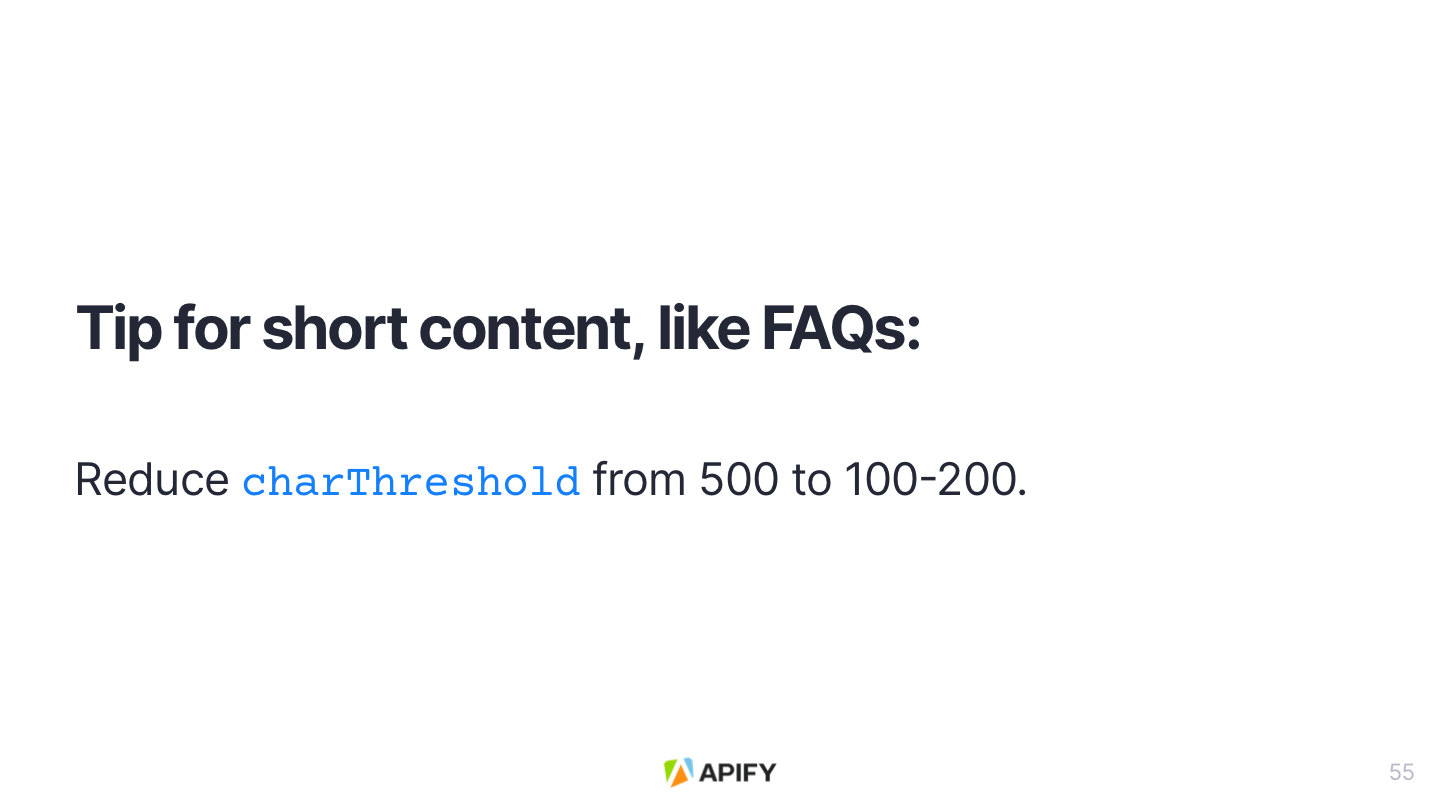 Tip for short content, like FAQs:
Reduce charThreshold from 500 to 100-200.
APIFY
55